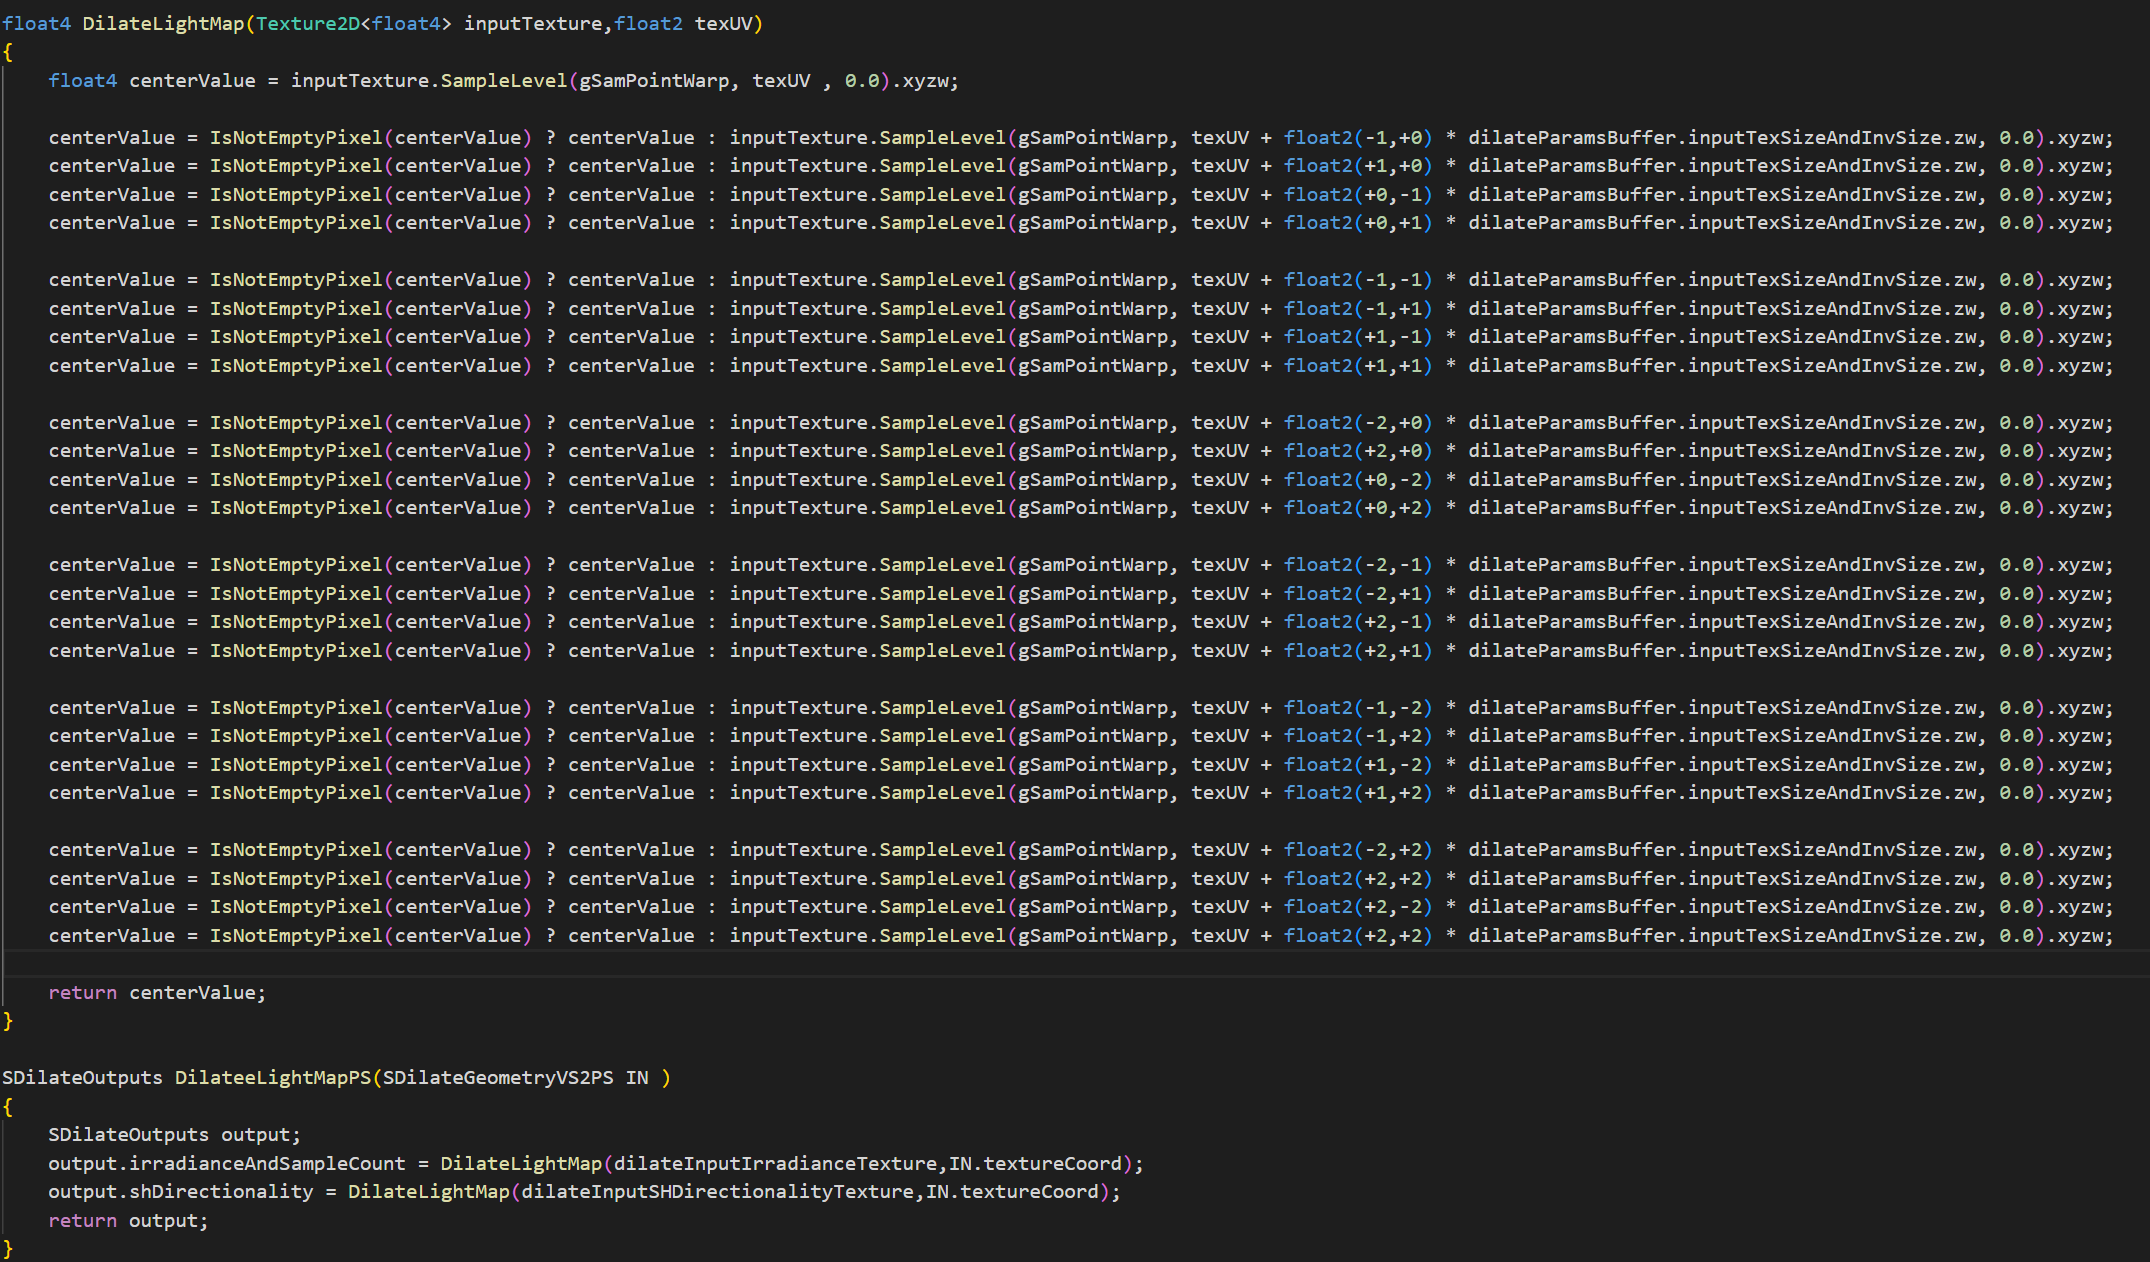 float4 DilateLightMap(Texture2D<float4> inputTexture,float2 texUV)
{
    float4 centerValue = inputTexture.SampleLevel(gSamPointWarp, texUV , 0.0).xyzw;

    centerValue = IsNotEmptyPixel(centerValue) ? centerValue : inputTexture.SampleLevel(gSamPointWarp, texUV + float2(-1,+0) * dilateParamsBuffer.inputTexSizeAndInvSize.zw, 0.0).xyzw;
    centerValue = IsNotEmptyPixel(centerValue) ? centerValue : inputTexture.SampleLevel(gSamPointWarp, texUV + float2(+1,+0) * dilateParamsBuffer.inputTexSizeAndInvSize.zw, 0.0).xyzw;
    centerValue = IsNotEmptyPixel(centerValue) ? centerValue : inputTexture.SampleLevel(gSamPointWarp, texUV + float2(+0,-1) * dilateParamsBuffer.inputTexSizeAndInvSize.zw, 0.0).xyzw;
    centerValue = IsNotEmptyPixel(centerValue) ? centerValue : inputTexture.SampleLevel(gSamPointWarp, texUV + float2(+0,+1) * dilateParamsBuffer.inputTexSizeAndInvSize.zw, 0.0).xyzw;

    centerValue = IsNotEmptyPixel(centerValue) ? centerValue : inputTexture.SampleLevel(gSamPointWarp, texUV + float2(-1,-1) * dilateParamsBuffer.inputTexSizeAndInvSize.zw, 0.0).xyzw;
    centerValue = IsNotEmptyPixel(centerValue) ? centerValue : inputTexture.SampleLevel(gSamPointWarp, texUV + float2(-1,+1) * dilateParamsBuffer.inputTexSizeAndInvSize.zw, 0.0).xyzw;
    centerValue = IsNotEmptyPixel(centerValue) ? centerValue : inputTexture.SampleLevel(gSamPointWarp, texUV + float2(+1,-1) * dilateParamsBuffer.inputTexSizeAndInvSize.zw, 0.0).xyzw;
    centerValue = IsNotEmptyPixel(centerValue) ? centerValue : inputTexture.SampleLevel(gSamPointWarp, texUV + float2(+1,+1) * dilateParamsBuffer.inputTexSizeAndInvSize.zw, 0.0).xyzw;

    centerValue = IsNotEmptyPixel(centerValue) ? centerValue : inputTexture.SampleLevel(gSamPointWarp, texUV + float2(-2,+0) * dilateParamsBuffer.inputTexSizeAndInvSize.zw, 0.0).xyzw;
    centerValue = IsNotEmptyPixel(centerValue) ? centerValue : inputTexture.SampleLevel(gSamPointWarp, texUV + float2(+2,+0) * dilateParamsBuffer.inputTexSizeAndInvSize.zw, 0.0).xyzw;
    centerValue = IsNotEmptyPixel(centerValue) ? centerValue : inputTexture.SampleLevel(gSamPointWarp, texUV + float2(+0,-2) * dilateParamsBuffer.inputTexSizeAndInvSize.zw, 0.0).xyzw;
    centerValue = IsNotEmptyPixel(centerValue) ? centerValue : inputTexture.SampleLevel(gSamPointWarp, texUV + float2(+0,+2) * dilateParamsBuffer.inputTexSizeAndInvSize.zw, 0.0).xyzw;

    centerValue = IsNotEmptyPixel(centerValue) ? centerValue : inputTexture.SampleLevel(gSamPointWarp, texUV + float2(-2,-1) * dilateParamsBuffer.inputTexSizeAndInvSize.zw, 0.0).xyzw;
    centerValue = IsNotEmptyPixel(centerValue) ? centerValue : inputTexture.SampleLevel(gSamPointWarp, texUV + float2(-2,+1) * dilateParamsBuffer.inputTexSizeAndInvSize.zw, 0.0).xyzw;
    centerValue = IsNotEmptyPixel(centerValue) ? centerValue : inputTexture.SampleLevel(gSamPointWarp, texUV + float2(+2,-1) * dilateParamsBuffer.inputTexSizeAndInvSize.zw, 0.0).xyzw;
    centerValue = IsNotEmptyPixel(centerValue) ? centerValue : inputTexture.SampleLevel(gSamPointWarp, texUV + float2(+2,+1) * dilateParamsBuffer.inputTexSizeAndInvSize.zw, 0.0).xyzw;

    centerValue = IsNotEmptyPixel(centerValue) ? centerValue : inputTexture.SampleLevel(gSamPointWarp, texUV + float2(-1,-2) * dilateParamsBuffer.inputTexSizeAndInvSize.zw, 0.0).xyzw;
    centerValue = IsNotEmptyPixel(centerValue) ? centerValue : inputTexture.SampleLevel(gSamPointWarp, texUV + float2(-1,+2) * dilateParamsBuffer.inputTexSizeAndInvSize.zw, 0.0).xyzw;
    centerValue = IsNotEmptyPixel(centerValue) ? centerValue : inputTexture.SampleLevel(gSamPointWarp, texUV + float2(+1,-2) * dilateParamsBuffer.inputTexSizeAndInvSize.zw, 0.0).xyzw;
    centerValue = IsNotEmptyPixel(centerValue) ? centerValue : inputTexture.SampleLevel(gSamPointWarp, texUV + float2(+1,+2) * dilateParamsBuffer.inputTexSizeAndInvSize.zw, 0.0).xyzw;

    centerValue = IsNotEmptyPixel(centerValue) ? centerValue : inputTexture.SampleLevel(gSamPointWarp, texUV + float2(-2,+2) * dilateParamsBuffer.inputTexSizeAndInvSize.zw, 0.0).xyzw;
    centerValue = IsNotEmptyPixel(centerValue) ? centerValue : inputTexture.SampleLevel(gSamPointWarp, texUV + float2(+2,+2) * dilateParamsBuffer.inputTexSizeAndInvSize.zw, 0.0).xyzw;
    centerValue = IsNotEmptyPixel(centerValue) ? centerValue : inputTexture.SampleLevel(gSamPointWarp, texUV + float2(+2,-2) * dilateParamsBuffer.inputTexSizeAndInvSize.zw, 0.0).xyzw;
    centerValue = IsNotEmptyPixel(centerValue) ? centerValue : inputTexture.SampleLevel(gSamPointWarp, texUV + float2(+2,+2) * dilateParamsBuffer.inputTexSizeAndInvSize.zw, 0.0).xyzw;

    return centerValue;
}

SDilateOutputs DilateeLightMapPS(SDilateGeometryVS2PS IN )
{
    SDilateOutputs output;
    output.irradianceAndSampleCount = DilateLightMap(dilateInputIrradianceTexture,IN.textureCoord);
    output.shDirectionality = DilateLightMap(dilateInputSHDirectionalityTexture,IN.textureCoord);
    return output;
}